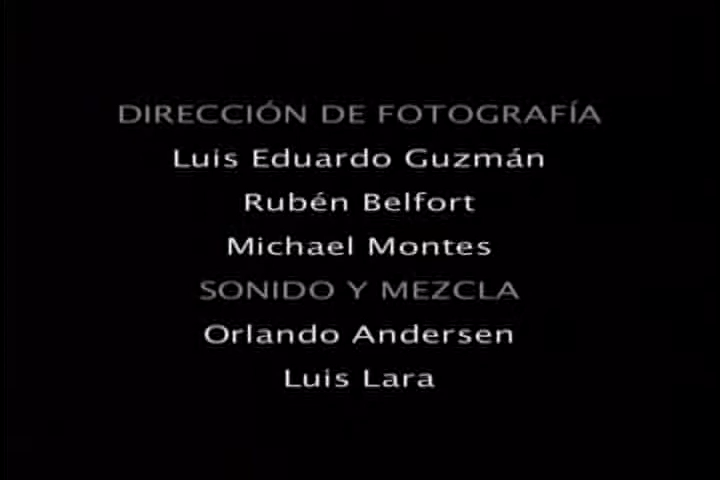 DIRECCIÓN DE FOTOGRAFÍA
Luis Eduardo Guzmán
Rubén Belfort
Michael Montes
SONIDO Y MEZCLA
Orlando Andersen
Luis Lara